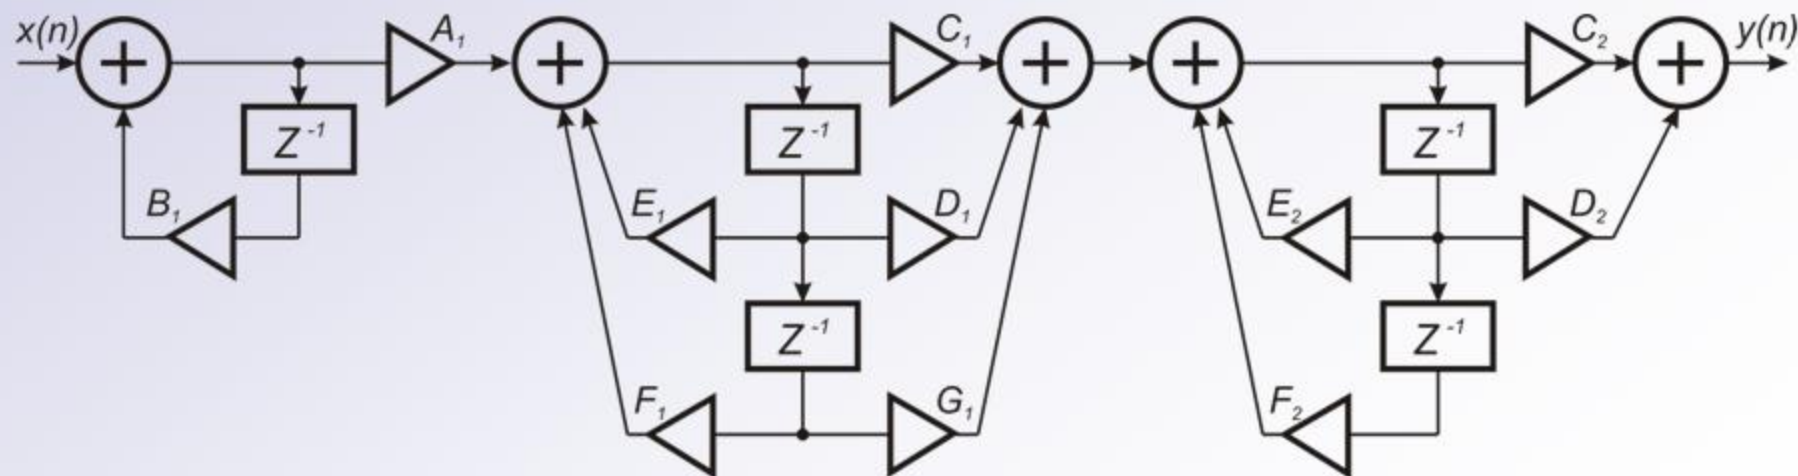 x(n) + A₁ + C₁ + + C₂ + y(n)
Z⁻¹ Z⁻¹ Z⁻¹
B₁ E₁ D₁ E₂ D₂
Z⁻¹ Z⁻¹
F₁ G₁ F₂